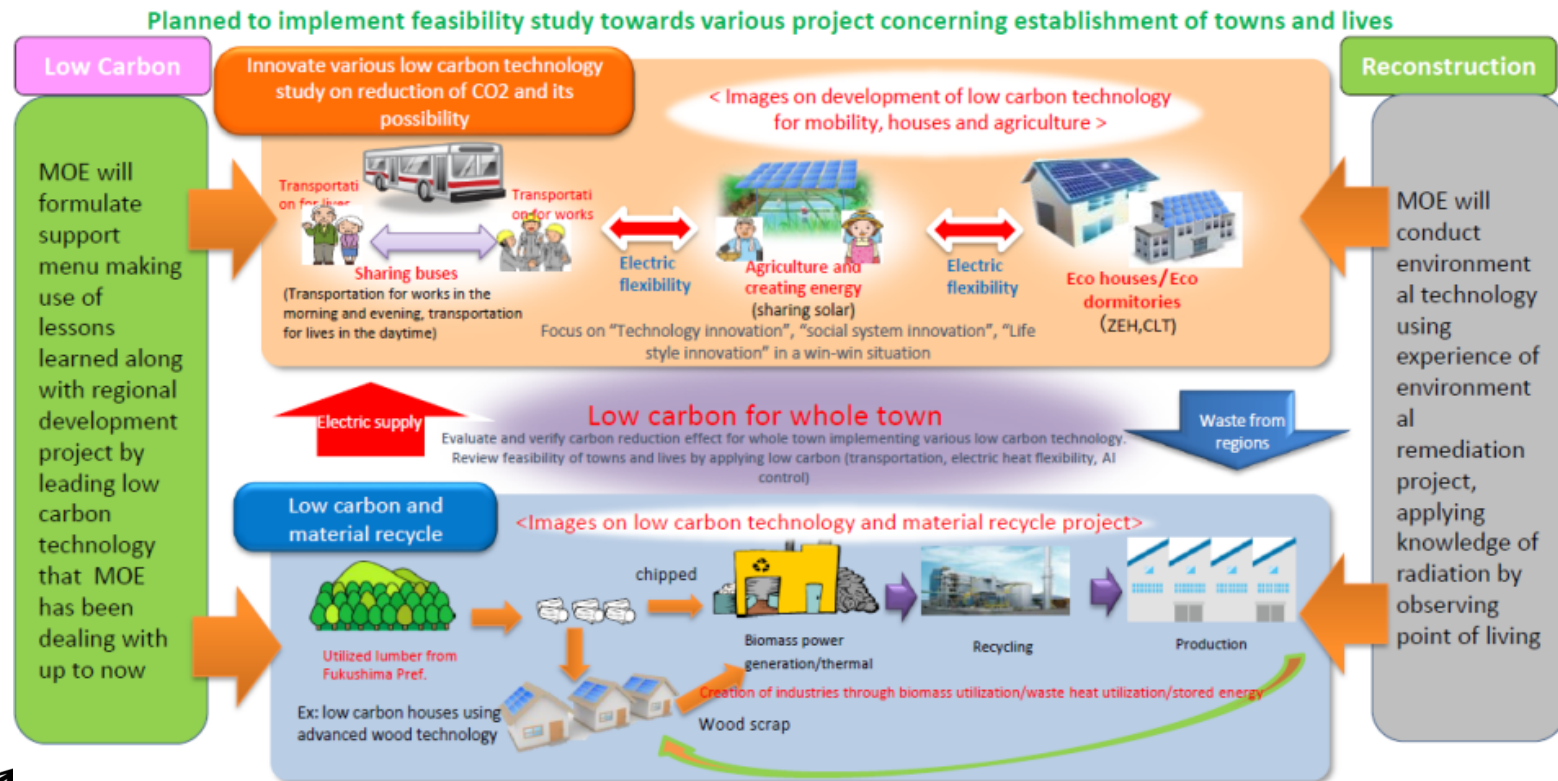 Planned to implement feasibility study towards various project concerning establishment of towns and lives
Low Carbon
MOE will
formulate
support
menu making
use of
lessons
learned along
with regional
development
project by
leading low
carbon
technology
that MOE
has been
dealing with
up to now
Innovate various low carbon technology
study on reduction of CO2 and its
possibility
< Images on development of low carbon technology
for mobility, houses and agriculture >
Transportati
on for lives
Transportati
on for works
Sharing buses
(Transportation for works in the
morning and evening, transportation
for lives in the daytime)
Electric
flexibility
Agriculture and
creating energy
(sharing solar)
Electric
flexibility
Eco houses/Eco
dormitories
(ZEH,CLT)
Focus on "Technology innovation", "social system innovation", "Life
style innovation" in a win-win situation
Reconstruction
MOE will
conduct
environment
al technology
using
experience of
environment
al
remediation
project,
applying
knowledge of
radiation by
observing
point of living
Electric supply
Low carbon for whole town
Evaluate and verify carbon reduction effect for whole town implementing various low carbon technology.
Review feasibility of towns and lives by applying low carbon (transportation, electric heat flexibility, AI
control)
Waste from
regions
Low carbon and
material recycle
<Images on low carbon technology and material recycle project>
chipped
Utilized lumber from
Fukushima Pref.
Biomass power
generation/thermal
Recycling
Production
Creation of industries through biomass utilization/waste heat utilization/stored energy
Ex: low carbon houses using
advanced wood technology
Wood scrap